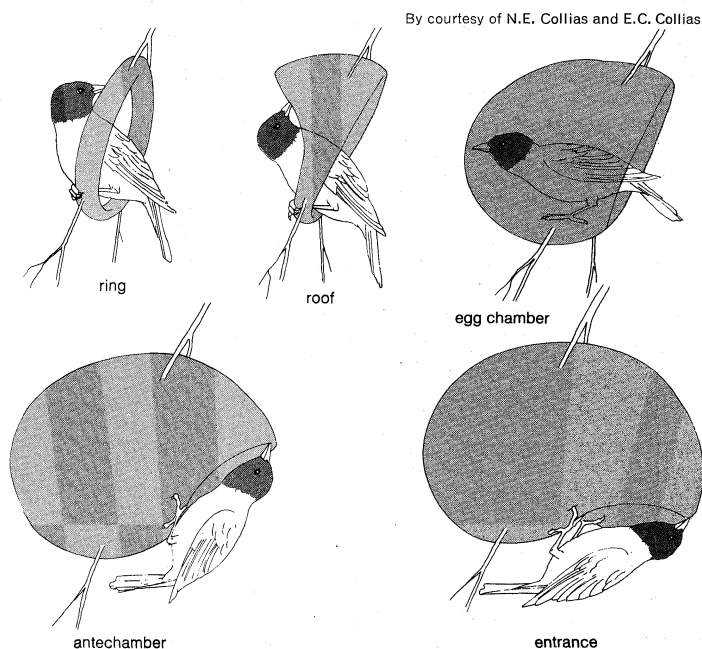 By courtesy of N.E. Collias and E.C. Collias
ring
roof
egg chamber
antechamber
entrance